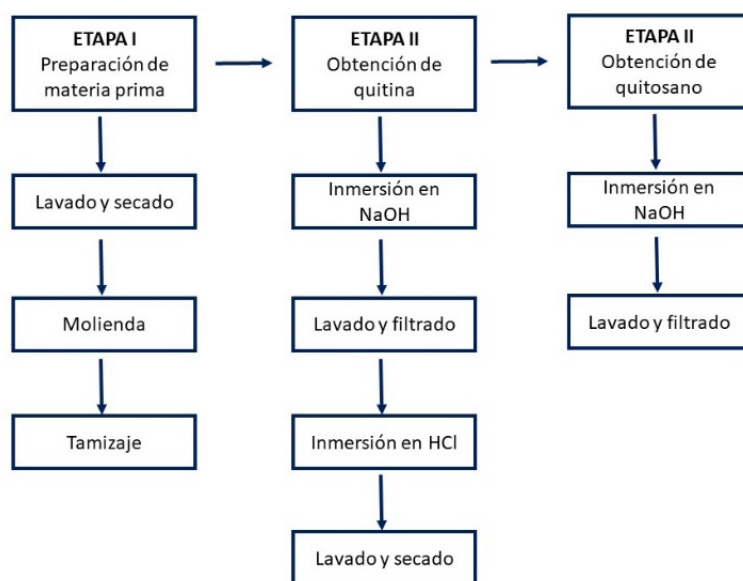 ETAPA I
Preparación de
materia prima
Lavado y secado
Molienda
Tamizaje
ETAPA II
Obtención de
quitina
Inmersión en
NaOH
Lavado y filtrado
Inmersión en HCl
Lavado y secado
ETAPA II
Obtención de
quitosano
Inmersión en
NaOH
Lavado y filtrado